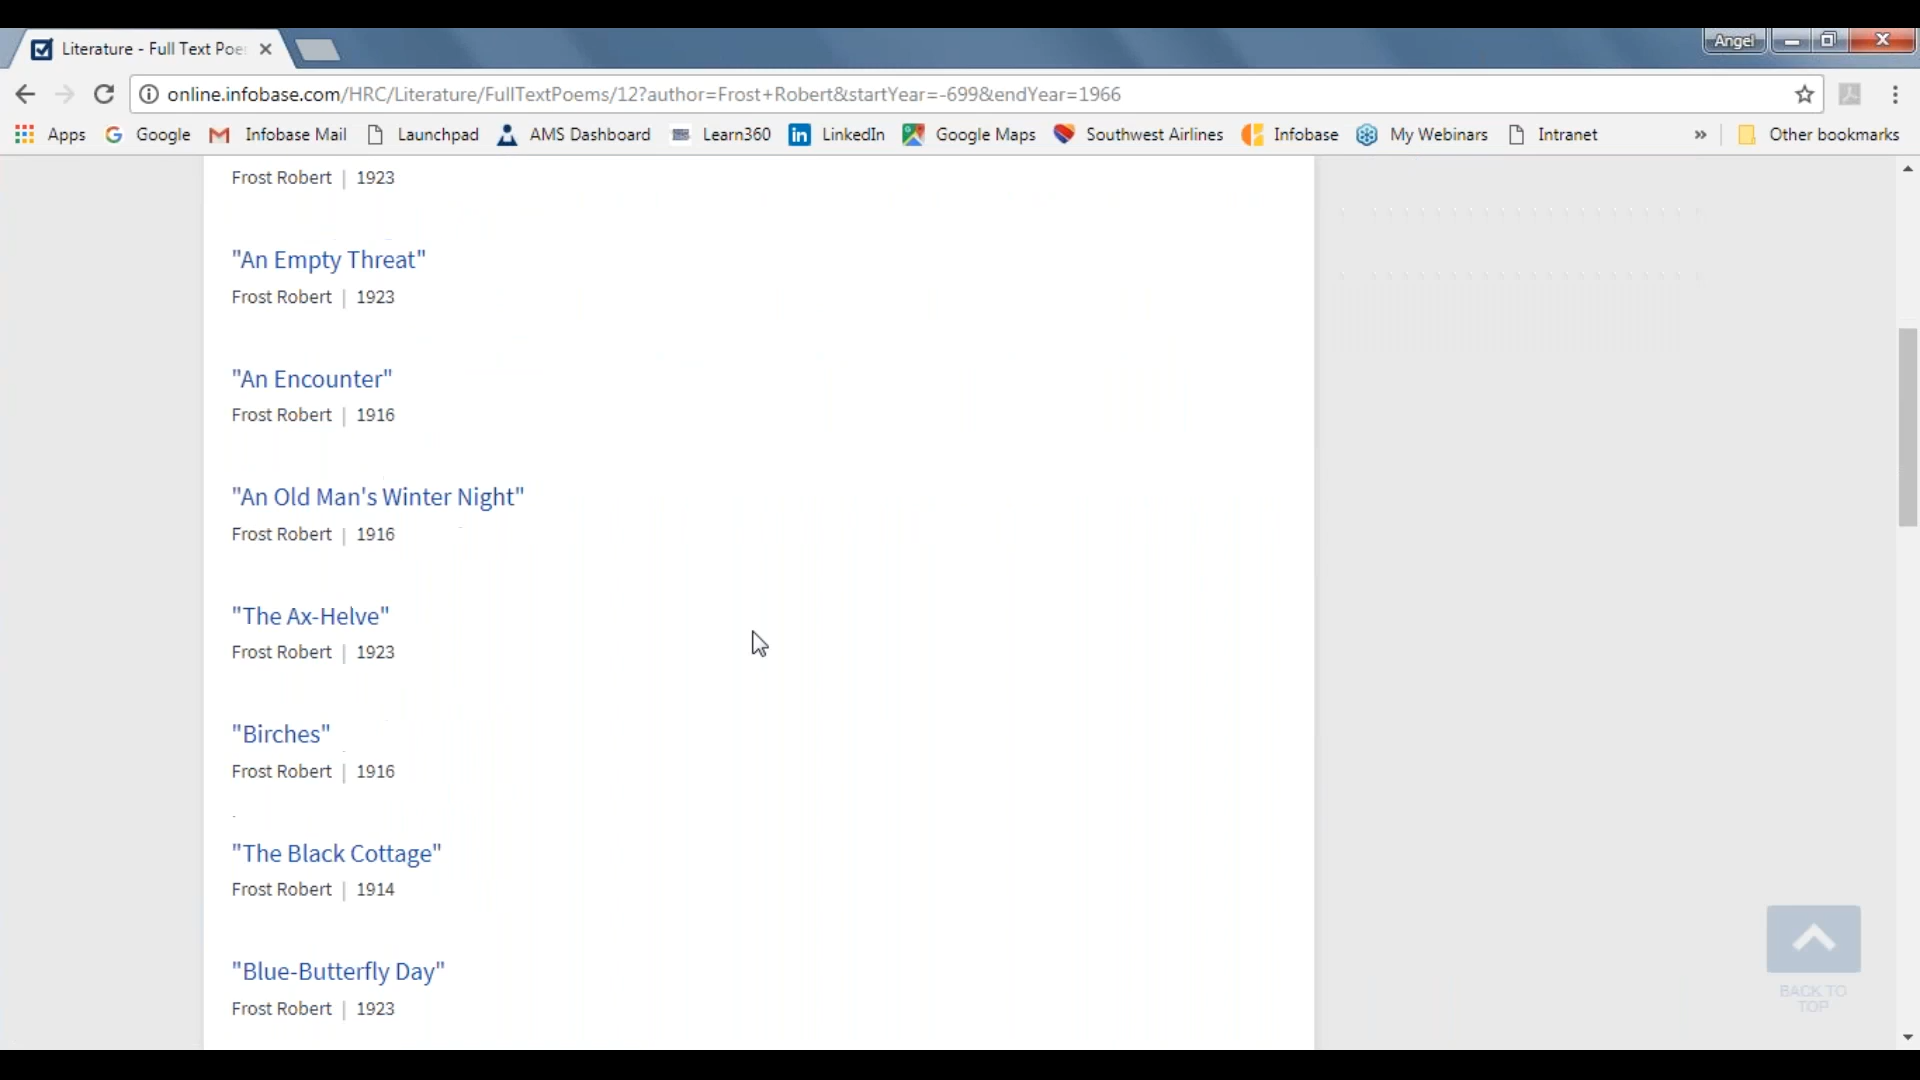 Literature - Full Text Poe
Angel
online.infobase.com/HRC/Literature/FullTextPoems/12?author=Frost+Robert&startYear=-699&endYear=1966
Apps Google Infobase Mail Launchpad AMS Dashboard Learn360 LinkedIn Google Maps Southwest Airlines Infobase My Webinars Intranet » Other bookmarks
Frost Robert | 1923
"An Empty Threat"
Frost Robert | 1923
"An Encounter"
Frost Robert | 1916
"An Old Man's Winter Night"
Frost Robert | 1916
"The Ax-Helve"
Frost Robert | 1923
"Birches"
Frost Robert | 1916
"The Black Cottage"
Frost Robert | 1914
"Blue-Butterfly Day"
Frost Robert | 1923
BACK TO
TOP